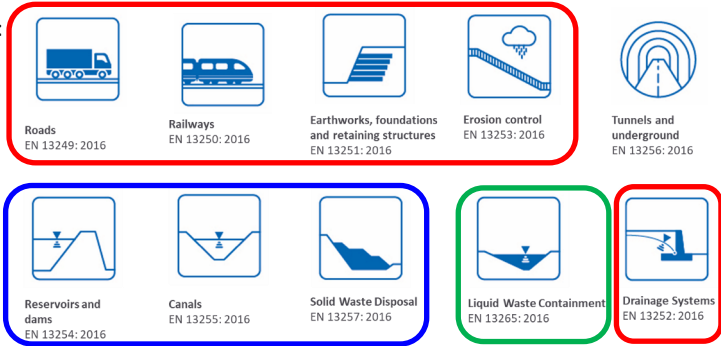 Roads
EN 13249: 2016
Railways
EN 13250: 2016
Earthworks, foundations
and retaining structures
EN 13251: 2016
Erosion control
EN 13253: 2016
Tunnels and
underground
EN 13256: 2016
Reservoirs and
dams
EN 13254: 2016
Canals
EN 13255: 2016
Solid Waste Disposal
EN 13257: 2016
Liquid Waste Containment
EN 13265: 2016
Drainage Systems
EN 13252: 2016